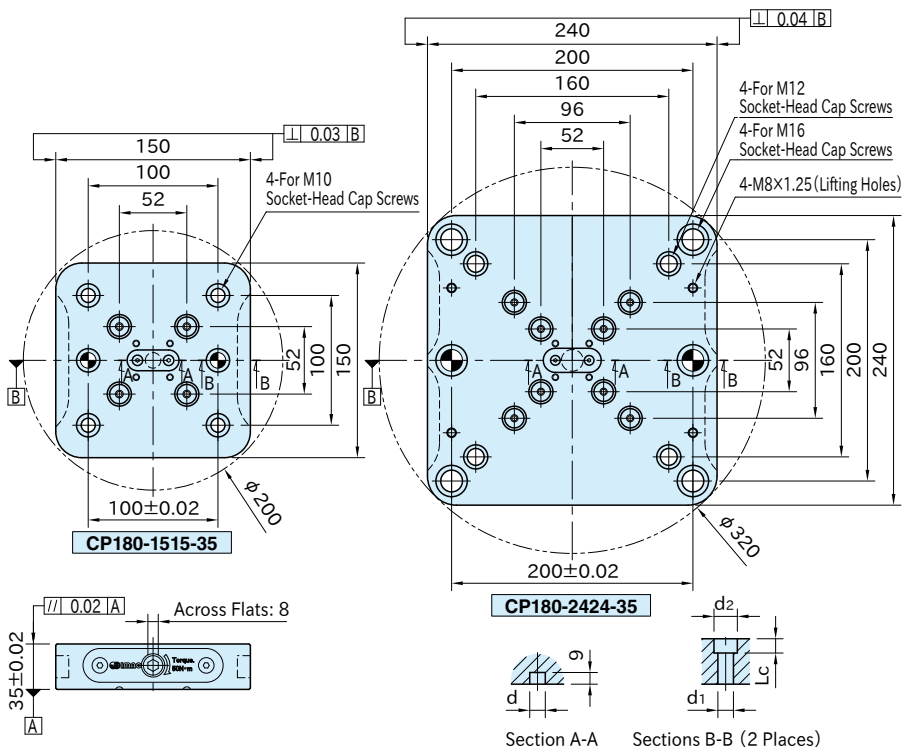 ⊥ 0.04 B
240
200
160
96
52
4-For M12
Socket-Head Cap Screws
4-For M16
Socket-Head Cap Screws
4-M8×1.25(Lifting Holes)
⊥ 0.03 B
150
100
52
4-For M10
Socket-Head Cap Screws
A
A
B
B
52
100
150
B
φ200
100±0.02
CP180-1515-35
A
A
B
B
52
96
160
200
240
B
φ320
200±0.02
CP180-2424-35
// 0.02 A
Across Flats: 8
35±0.02
IMAO
Torque.
50N·m
A
9
d
Section A-A
d2
Lc
d1
Sections B-B (2 Places)